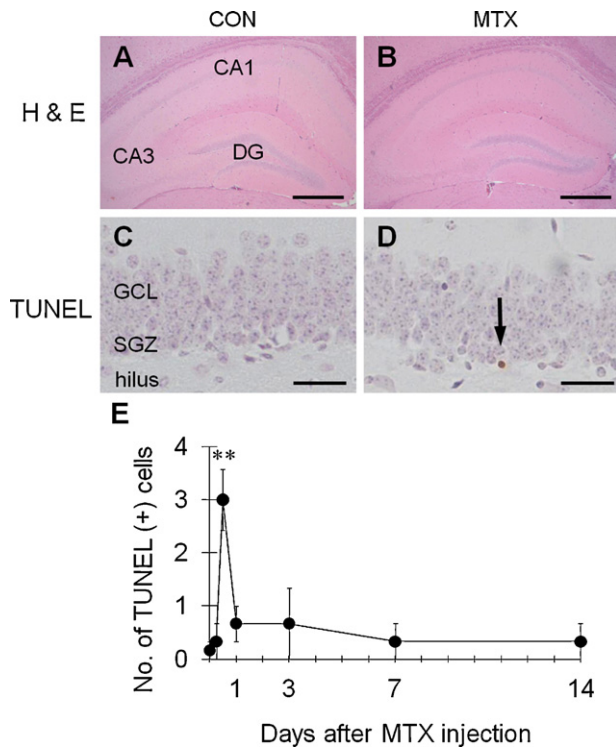 CON
MTX
H & E
A
CA1
CA3
DG
B
TUNEL
C
GCL
SGZ
hilus
D
E
No. of TUNEL (+) cells
4
3
2
1
0
**
1
3
7
14
Days after MTX injection